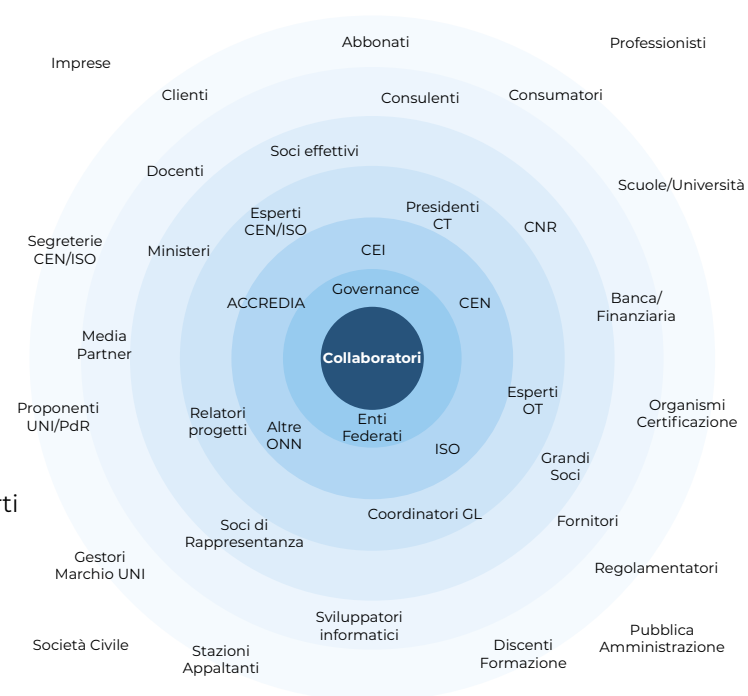 Abbonati
Professionisti
Imprese
Clienti
Consulenti
Consumatori
Soci effettivi
Docenti
Scuole/Università
Presidenti
CT
Esperti
CEN/ISO
CNR
Segreterie
CEN/ISO
Ministeri
CEI
Governance
ACCREDIA
CEN
Banca/
Finanziaria
Media
Partner
Collaboratori
Esperti
OT
Proponenti
UNI/PdR
Relatori
progetti
Altre
ONN
Enti
Federati
Organismi
Certificazione
ISO
Grandi
Soci
rti
Coordinatori GL
Fornitori
Soci di
Rappresentanza
Gestori
Marchio UNI
Regolamentatori
Sviluppatori
informatici
Società Civile
Stazioni
Appaltanti
Discenti
Formazione
Pubblica
Amministrazione